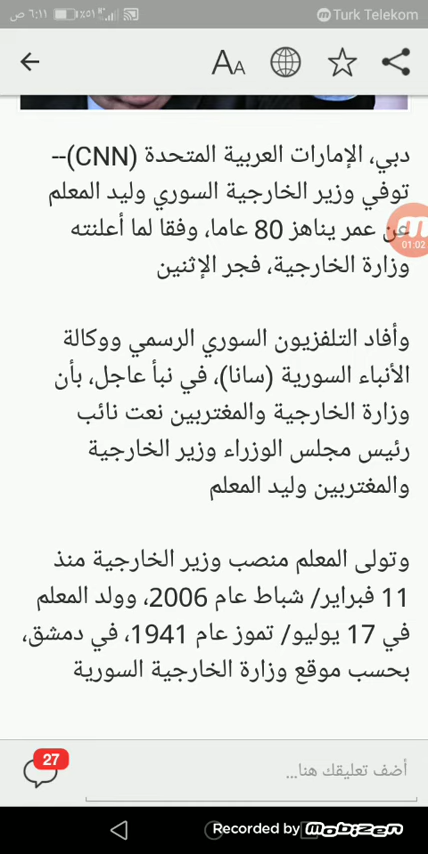 ٦:١١ ص
٪٥١
Turk Telekom
AA
دبي، الإمارات العربية المتحدة (CNN)--
توفي وزير الخارجية السوري وليد المعلم
عن عمر يناهز 80 عاما، وفقا لما أعلنته
وزارة الخارجية، فجر الإثنين
01:02
وأفاد التلفزيون السوري الرسمي ووكالة
الأنباء السورية (سانا)، في نبأ عاجل، بأن
وزارة الخارجية والمغتربين نعت نائب
رئيس مجلس الوزراء وزير الخارجية
والمغتربين وليد المعلم
وتولى المعلم منصب وزير الخارجية منذ
11 فبراير/ شباط عام 2006، وولد المعلم
في 17 يوليو/ تموز عام 1941، في دمشق،
بحسب موقع وزارة الخارجية السورية
أضف تعليقك هنا...
27
Recorded by Mobizen